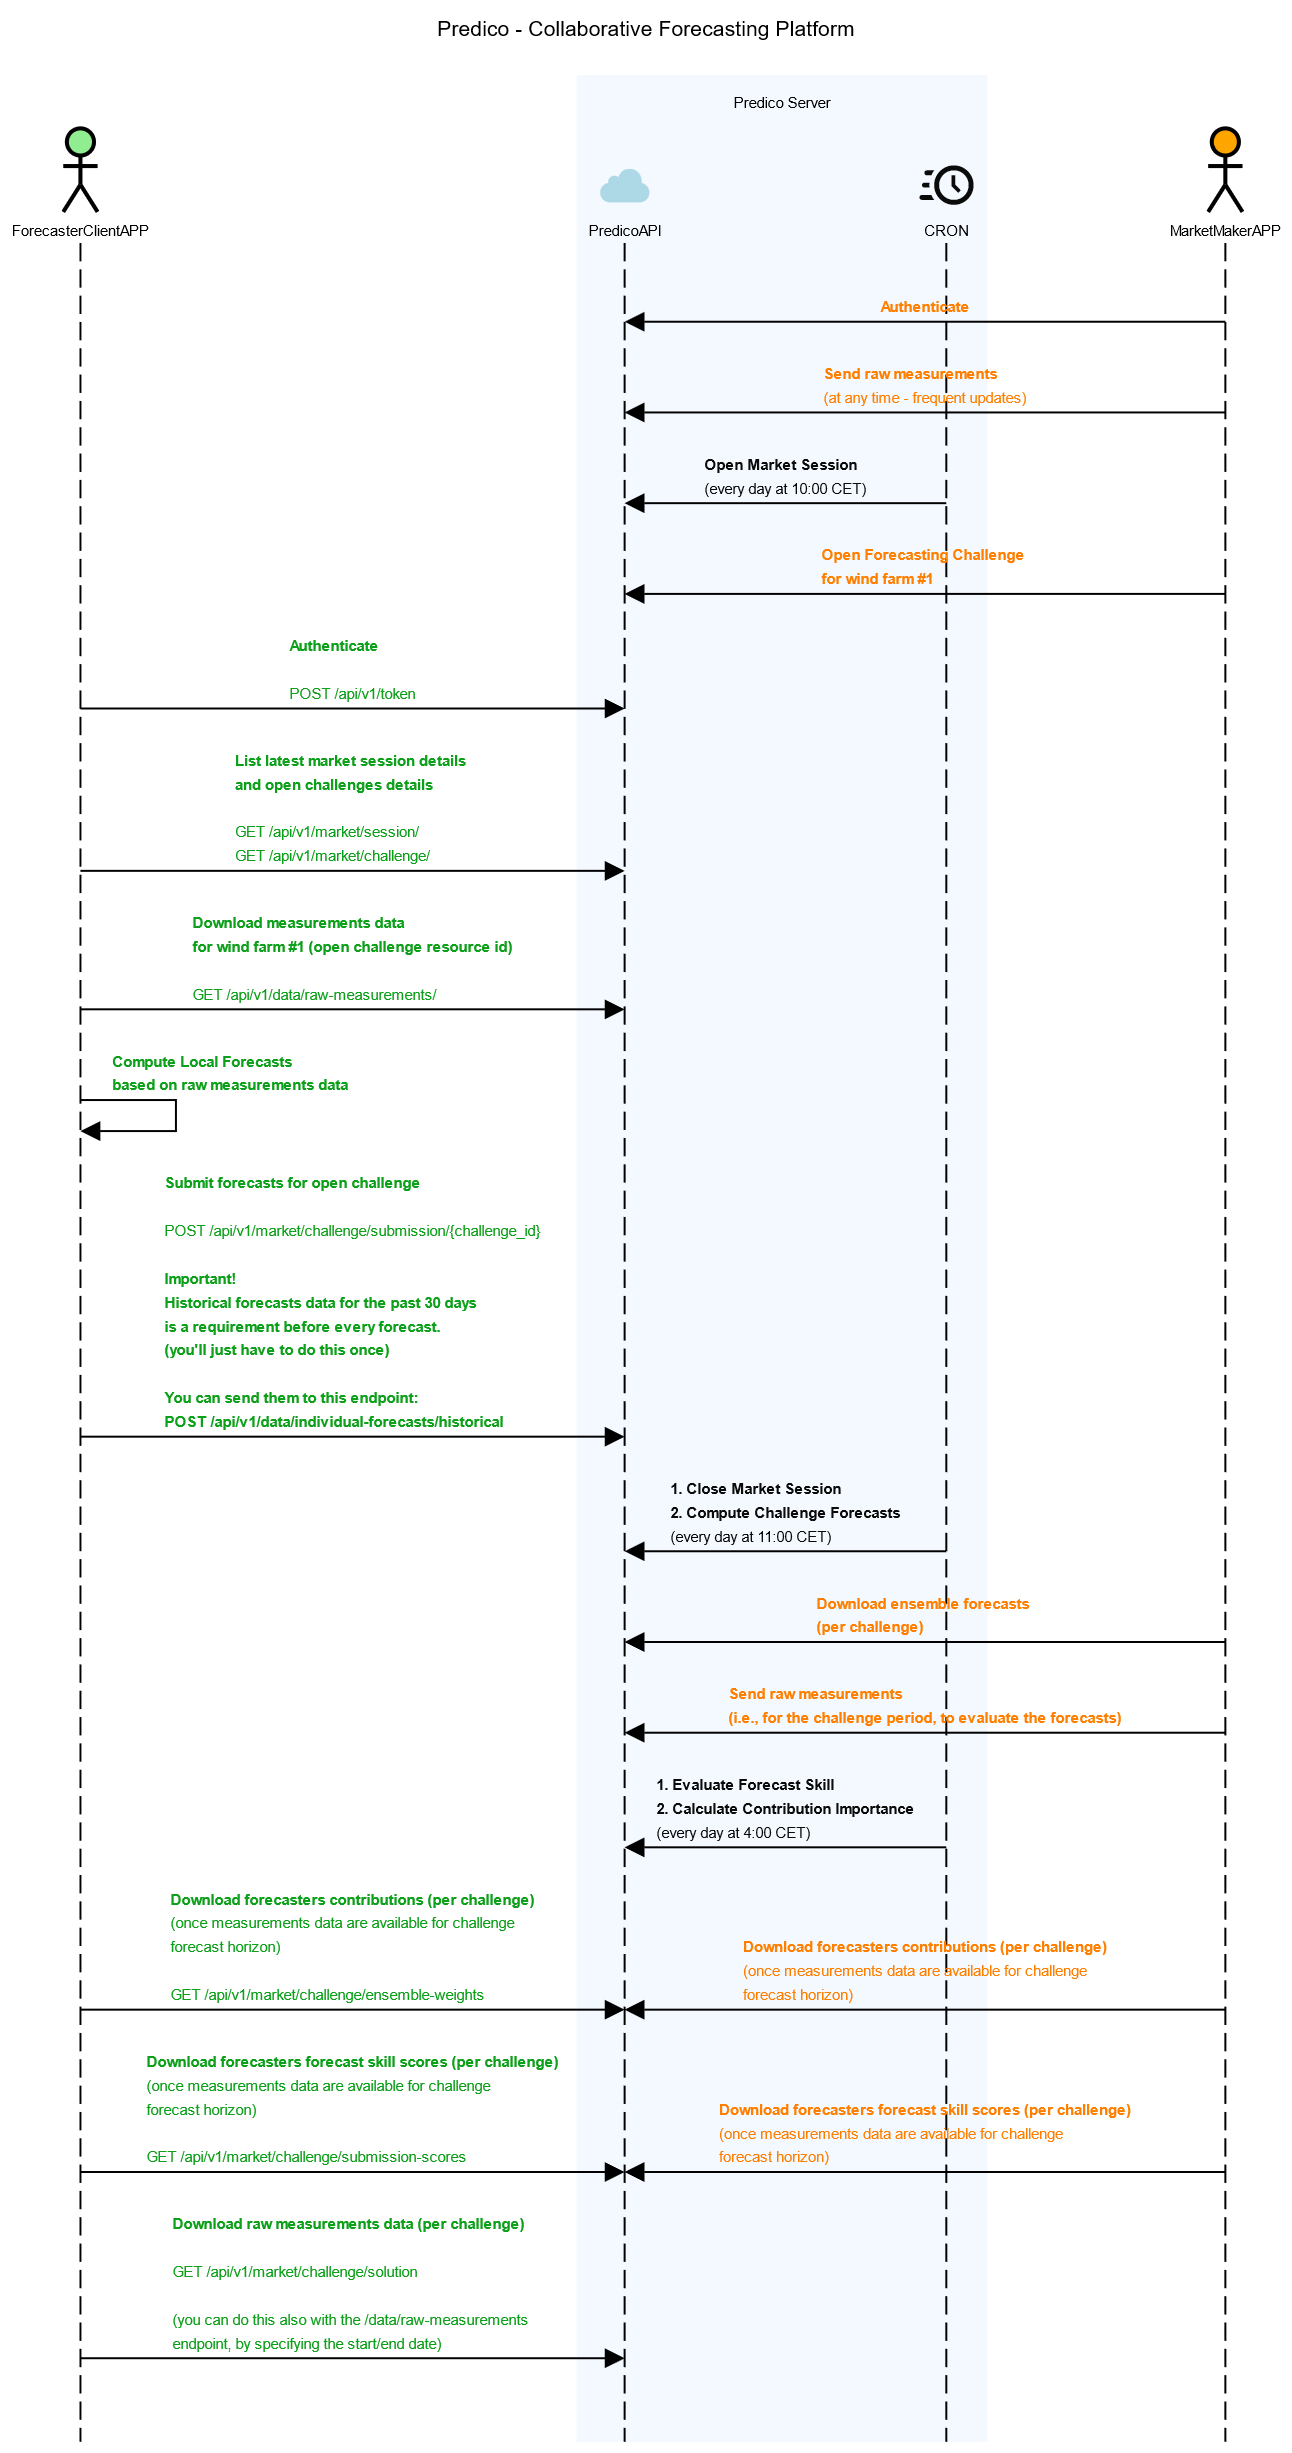 Predico - Collaborative Forecasting Platform
Predico Server
ForecasterClientAPP
PredicoAPI
CRON
MarketMakerAPP
Authenticate
Send raw measurements
(at any time - frequent updates)
Open Market Session
(every day at 10:00 CET)
Open Forecasting Challenge
for wind farm #1
Authenticate
POST /api/v1/token
List latest market session details
and open challenges details
GET /api/v1/market/session/
GET /api/v1/market/challenge/
Download measurements data
for wind farm #1 (open challenge resource id)
GET /api/v1/data/raw-measurements/
Compute Local Forecasts
based on raw measurements data
Submit forecasts for open challenge
POST /api/v1/market/challenge/submission/{challenge_id}
Important!
Historical forecasts data for the past 30 days
is a requirement before every forecast.
(you'll just have to do this once)
You can send them to this endpoint:
POST /api/v1/data/individual-forecasts/historical
1. Close Market Session
2. Compute Challenge Forecasts
(every day at 11:00 CET)
Download ensemble forecasts
(per challenge)
Send raw measurements
(i.e., for the challenge period, to evaluate the forecasts)
1. Evaluate Forecast Skill
2. Calculate Contribution Importance
(every day at 4:00 CET)
Download forecasters contributions (per challenge)
(once measurements data are available for challenge
forecast horizon)
GET /api/v1/market/challenge/ensemble-weights
Download forecasters contributions (per challenge)
(once measurements data are available for challenge
forecast horizon)
Download forecasters forecast skill scores (per challenge)
(once measurements data are available for challenge
forecast horizon)
GET /api/v1/market/challenge/submission-scores
Download forecasters forecast skill scores (per challenge)
(once measurements data are available for challenge
forecast horizon)
Download raw measurements data (per challenge)
GET /api/v1/market/challenge/solution
(you can do this also with the /data/raw-measurements
endpoint, by specifying the start/end date)